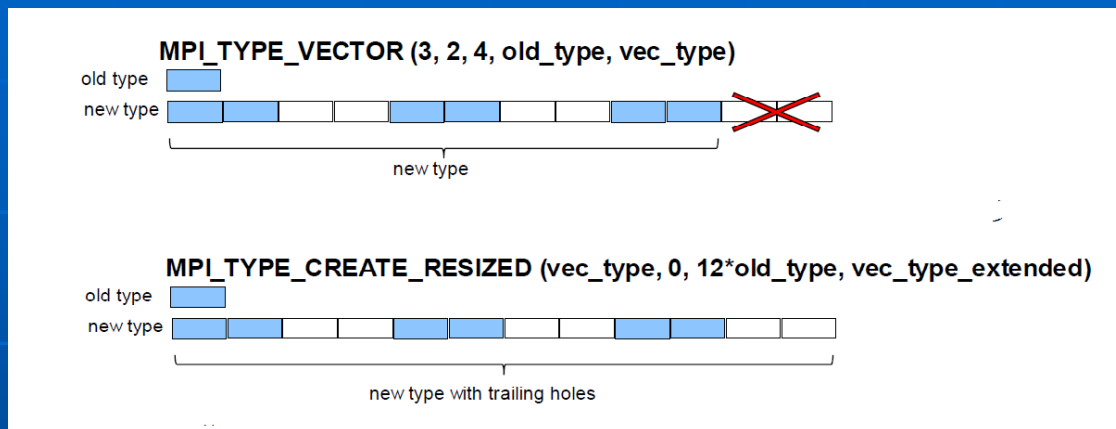 MPI_TYPE_VECTOR (3, 2, 4, old_type, vec_type)
old type
new type
new type
MPI_TYPE_CREATE_RESIZED (vec_type, 0, 12*old_type, vec_type_extended)
old type
new type
new type with trailing holes